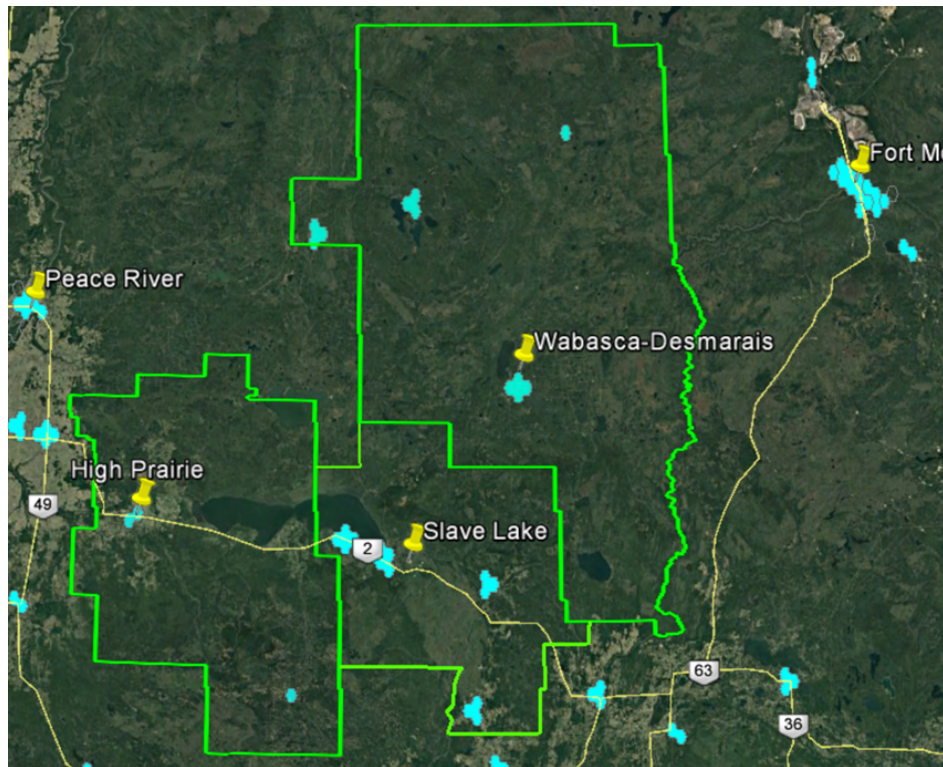 Fort Mc
Peace River
Wabasca-Desmarais
High Prairie
49
Slave Lake
2
63
36